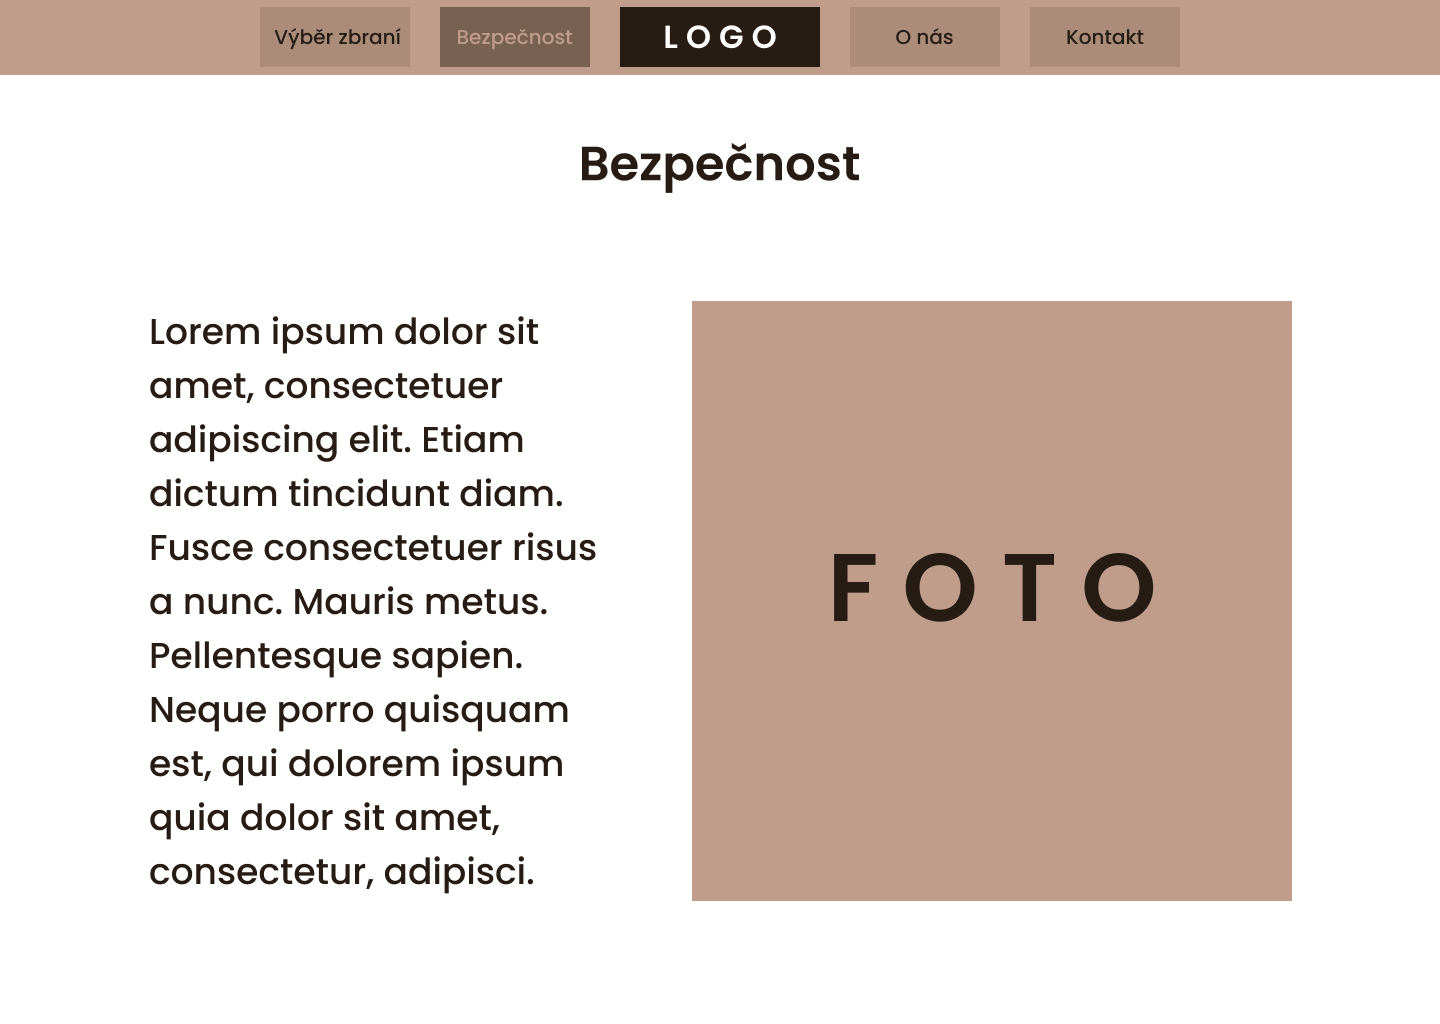 Výběr zbraní
Bezpečnost
LOGO
O nás
Kontakt
Bezpečnost
Lorem ipsum dolor sit
amet, consectetuer
adipiscing elit. Etiam
dictum tincidunt diam.
Fusce consectetuer risus
a nunc. Mauris metus.
Pellentesque sapien.
Neque porro quisquam
est, qui dolorem ipsum
quia dolor sit amet,
consectetur, adipisci.
FOTO